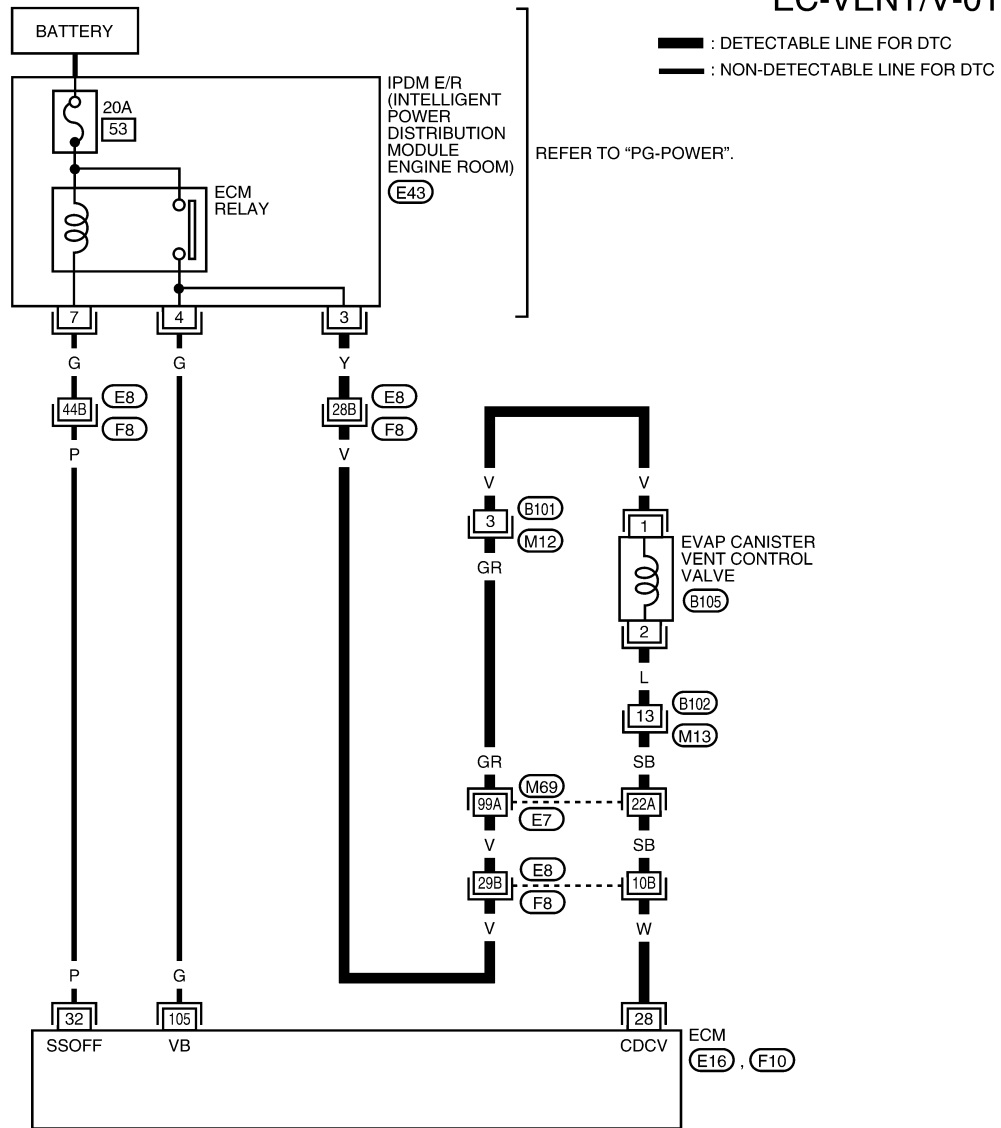 EC-VENT/V-01
BATTERY
: DETECTABLE LINE FOR DTC
: NON-DETECTABLE LINE FOR DTC
20A
53
IPDM E/R
(INTELLIGENT
POWER
DISTRIBUTION
MODULE
ENGINE ROOM)
E43
REFER TO “PG-POWER”.
ECM
RELAY
7 4 3
G G Y
44B E8 28B E8
F8 F8
P V
V V
3 B101 1
M12
GR
EVAP CANISTER
VENT CONTROL
VALVE
B105
2
L
13 B102
M13
GR SB
99A M69 22A
E7
V SB
29B E8 10B
F8
V W
P G
32 105 28
SSOFF VB CDCV
ECM
E16 , F10